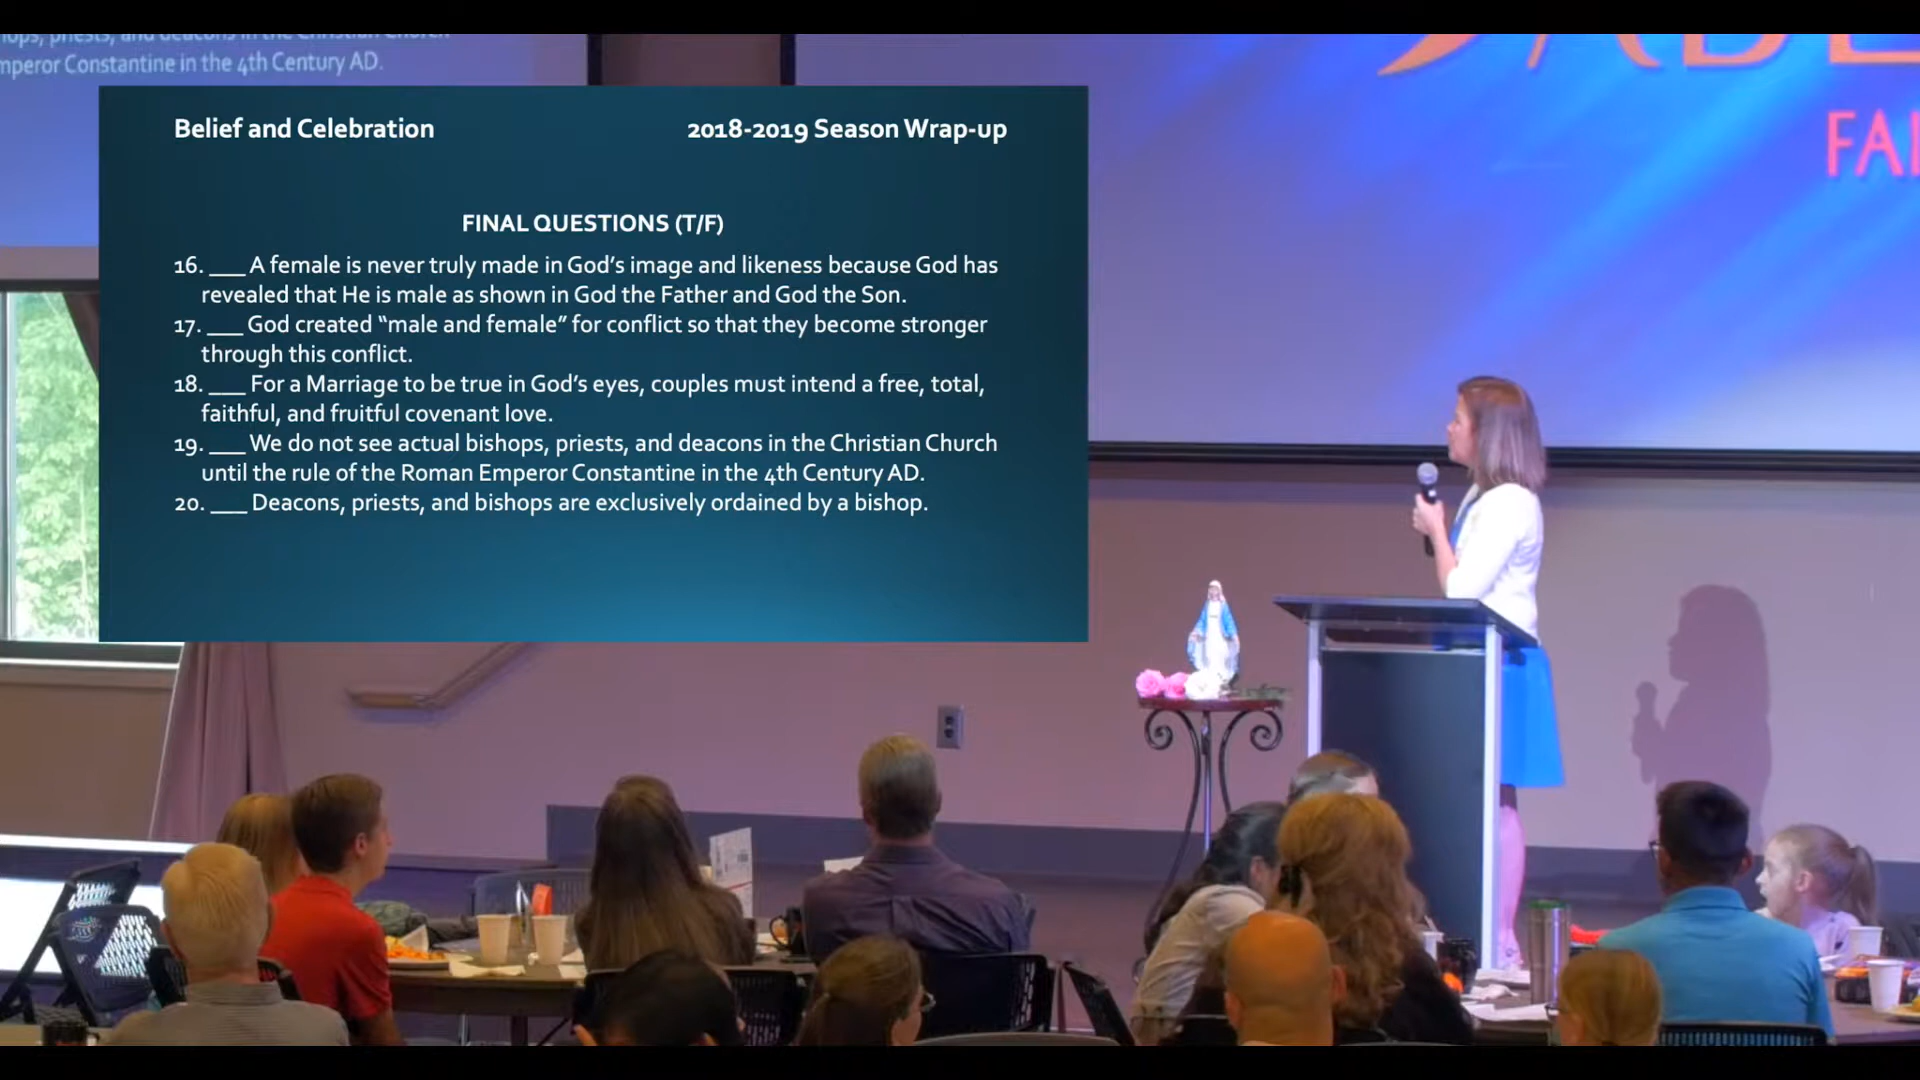 mperor Constantine in the 4th Century AD.
FAI
Belief and Celebration
2018-2019 Season Wrap-up
FINAL QUESTIONS (T/F)
16. ___ A female is never truly made in God’s image and likeness because God has
revealed that He is male as shown in God the Father and God the Son.
17. ___ God created “male and female” for conflict so that they become stronger
through this conflict.
18. ___ For a Marriage to be true in God’s eyes, couples must intend a free, total,
faithful, and fruitful covenant love.
19. ___ We do not see actual bishops, priests, and deacons in the Christian Church
until the rule of the Roman Emperor Constantine in the 4th Century AD.
20. ___ Deacons, priests, and bishops are exclusively ordained by a bishop.